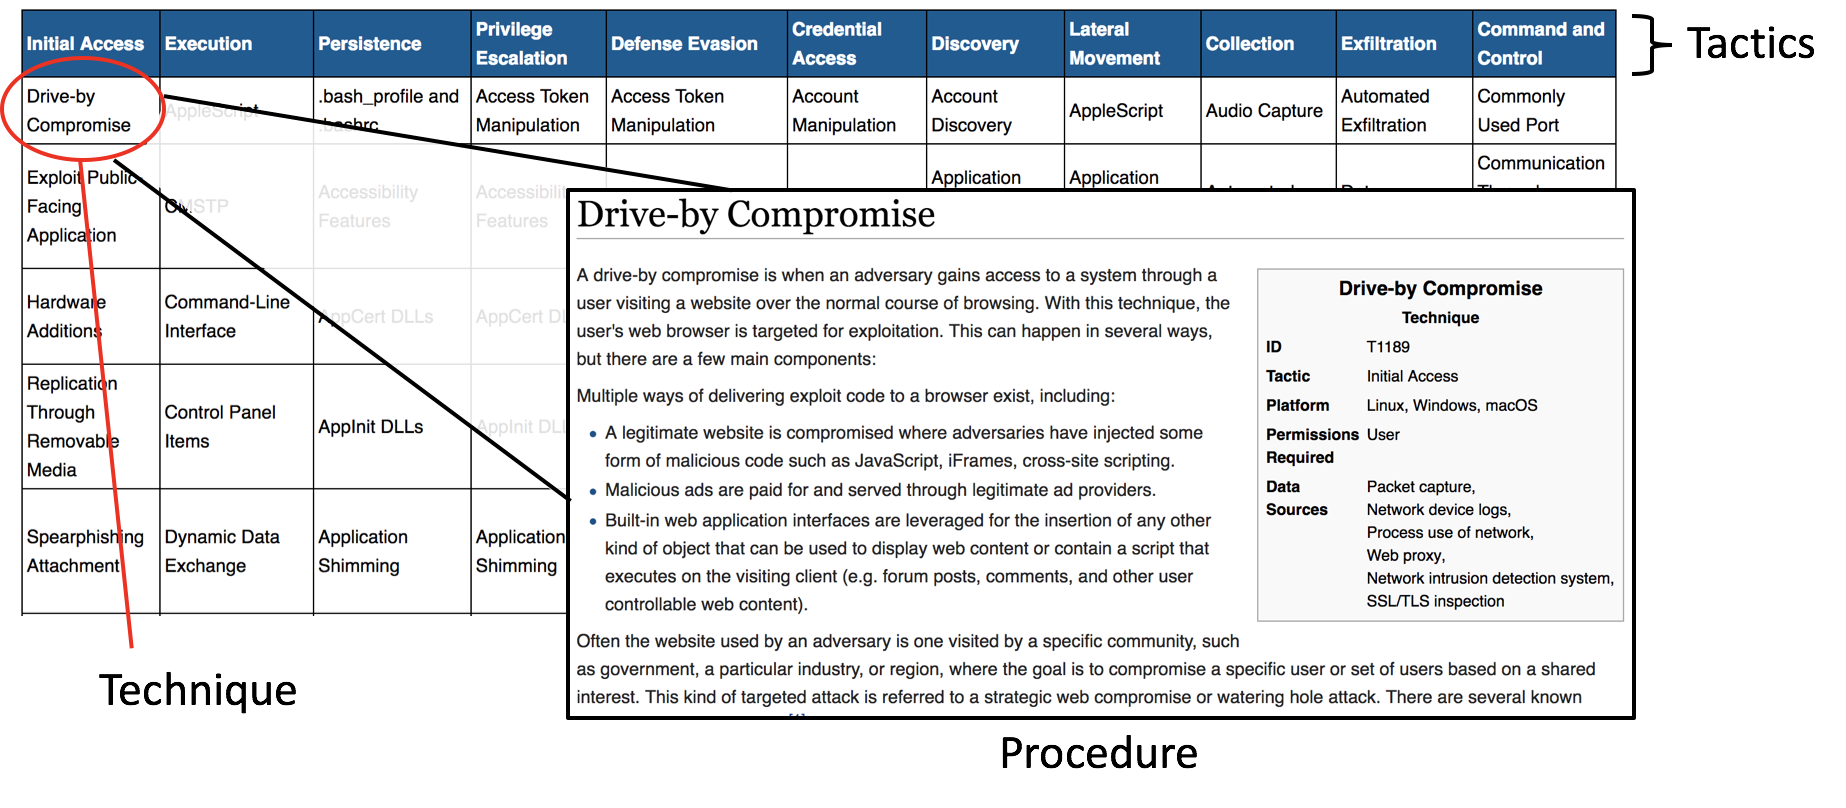 Initial Access Execution Persistence Privilege Escalation Defense Evasion Credential Access Discovery Lateral Movement Collection Exfiltration Command and Control
Tactics
Drive-by Compromise AppleScript .bash_profile and .bashrc Access Token Manipulation Access Token Manipulation Account Manipulation Account Discovery AppleScript Audio Capture Automated Exfiltration Commonly Used Port
Exploit Public-Facing Application CMSTP Accessibility Features Accessibility Features Application Application Communication
Hardware Additions Command-Line Interface AppCert DLLs AppCert
Replication Through Removable Media Control Panel Items AppInit DLLs AppInit
Spearphishing Attachment Dynamic Data Exchange Application Shimming Application Shimming
Technique
Drive-by Compromise
A drive-by compromise is when an adversary gains access to a system through a
user visiting a website over the normal course of browsing. With this technique, the
user's web browser is targeted for exploitation. This can happen in several ways,
but there are a few main components:
Multiple ways of delivering exploit code to a browser exist, including:
• A legitimate website is compromised where adversaries have injected some
form of malicious code such as JavaScript, iFrames, cross-site scripting.
• Malicious ads are paid for and served through legitimate ad providers.
• Built-in web application interfaces are leveraged for the insertion of any other
kind of object that can be used to display web content or contain a script that
executes on the visiting client (e.g. forum posts, comments, and other user
controllable web content).
Often the website used by an adversary is one visited by a specific community, such
as government, a particular industry, or region, where the goal is to compromise a specific user or set of users based on a shared
interest. This kind of targeted attack is referred to a strategic web compromise or watering hole attack. There are several known
Drive-by Compromise
Technique
ID T1189
Tactic Initial Access
Platform Linux, Windows, macOS
Permissions Required User
Data Sources Packet capture,
Network device logs,
Process use of network,
Web proxy,
Network intrusion detection system,
SSL/TLS inspection
Procedure